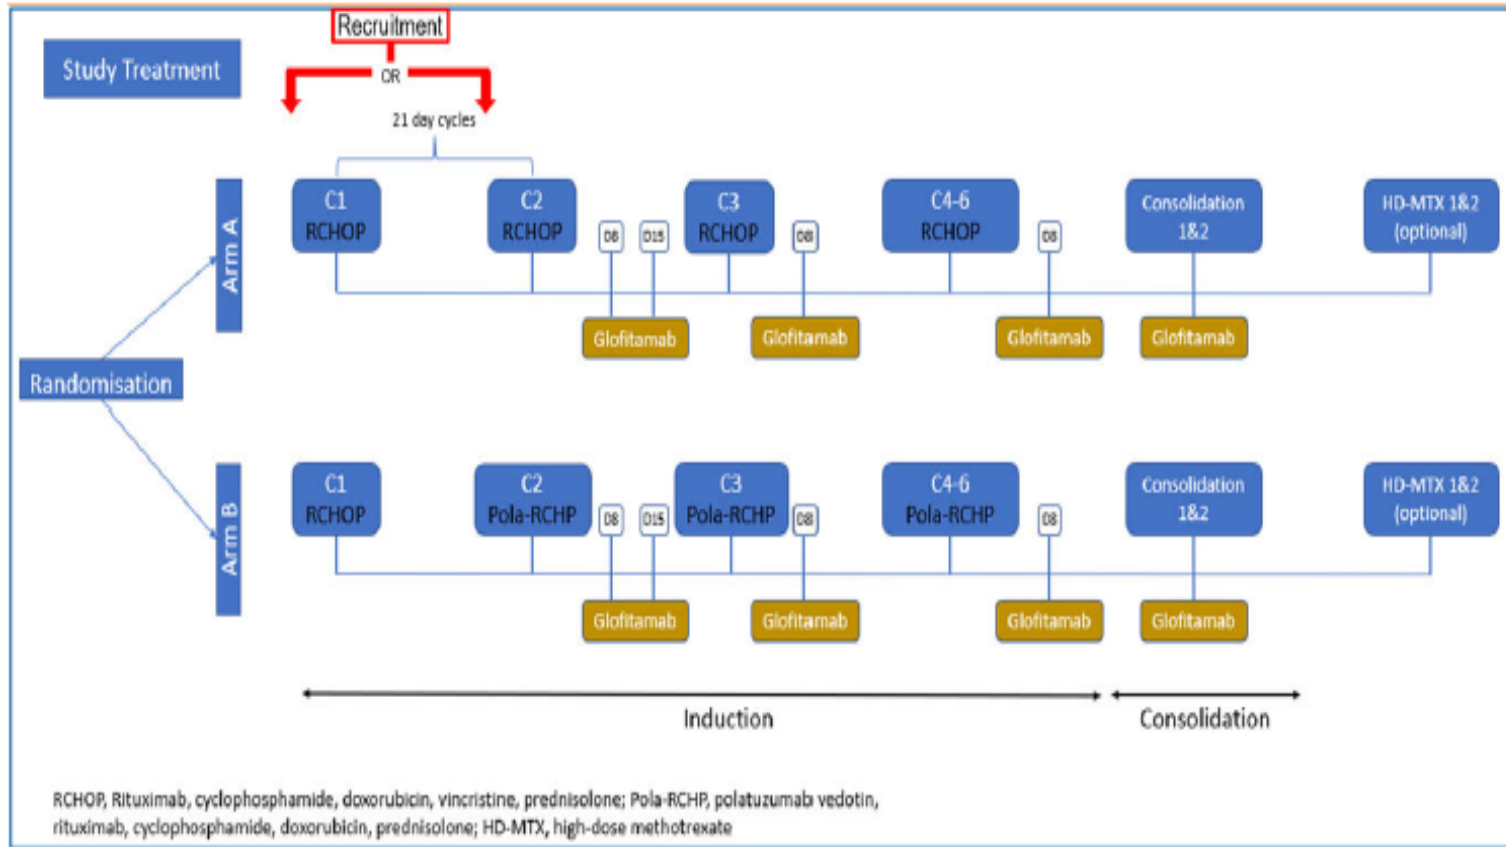 Recruitment
Study Treatment
OR
21 day cycles
Arm A
C1
RCHOP
C2
RCHOP
D8
D15
C3
RCHOP
D8
C4-6
RCHOP
D8
Consolidation
1&2
HD-MTX 1&2
(optional)
Glofitamab
Glofitamab
Glofitamab
Glofitamab
Randomisation
Arm B
C1
RCHOP
C2
Pola-RCHP
D8
D15
C3
Pola-RCHP
D8
C4-6
Pola-RCHP
D8
Consolidation
1&2
HD-MTX 1&2
(optional)
Glofitamab
Glofitamab
Glofitamab
Glofitamab
Induction
Consolidation
RCHOP, Rituximab, cyclophosphamide, doxorubicin, vincristine, prednisolone; Pola-RCHP, polatuzumab vedotin,
rituximab, cyclophosphamide, doxorubicin, prednisolone; HD-MTX, high-dose methotrexate